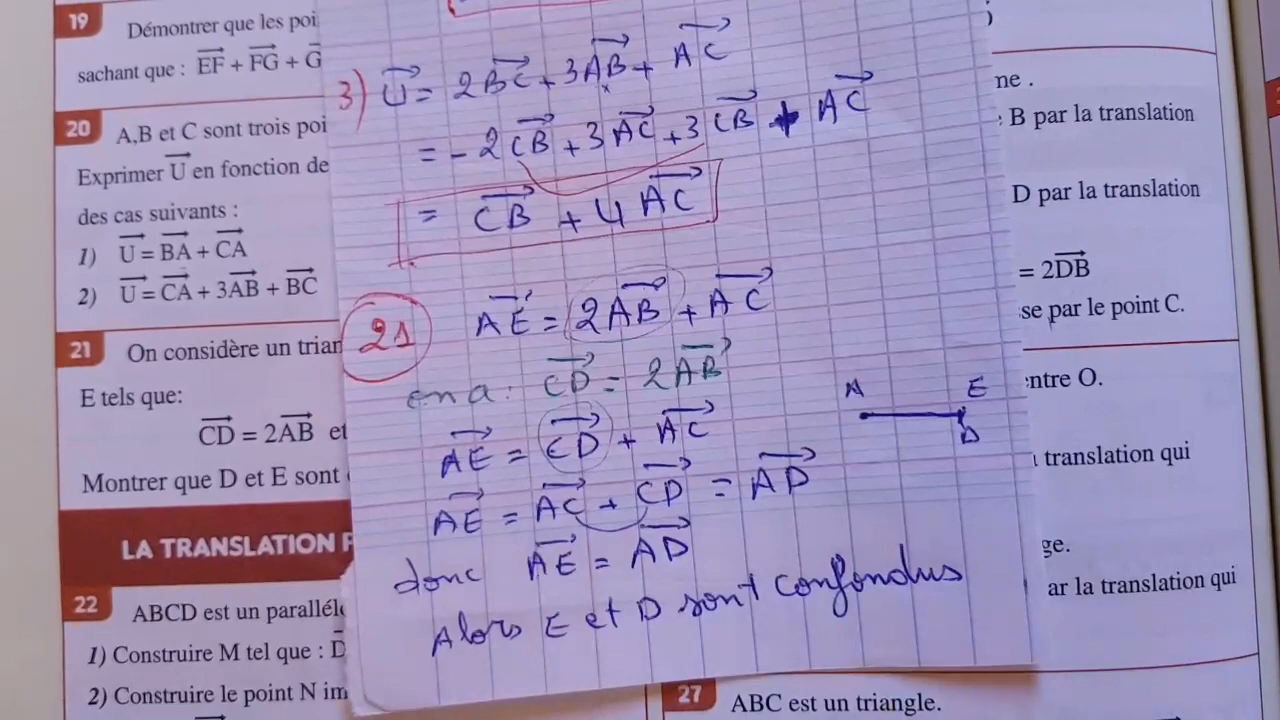 19 Démontrer que les poi
sachant que : EF + FG + G
20 A,B et C sont trois poi
Exprimer U en fonction de
des cas suivants :
1) U = BA + CA
2) U = CA + 3AB + BC
21 On considère un trian
E tels que:
CD = 2AB et
Montrer que D et E sont
LA TRANSLATION
22 ABCD est un parallél
1) Construire M tel que :
2) Construire le point N im
3) U = 2BC + 3AB + AC
= - 2CB + 3AC + 3CB + AC
= CB + 4AC
21 AE = 2AB + AC
on a : CD = 2AB
A E
D
AE = CD + AC
AE = AC + CD = AD
donc AE = AD
Alors E et D sont confondus
ne .
B par la translation
D par la translation
= 2DB
se par le point C.
entre O.
translation qui
ge.
ar la translation qui
27 ABC est un triangle.